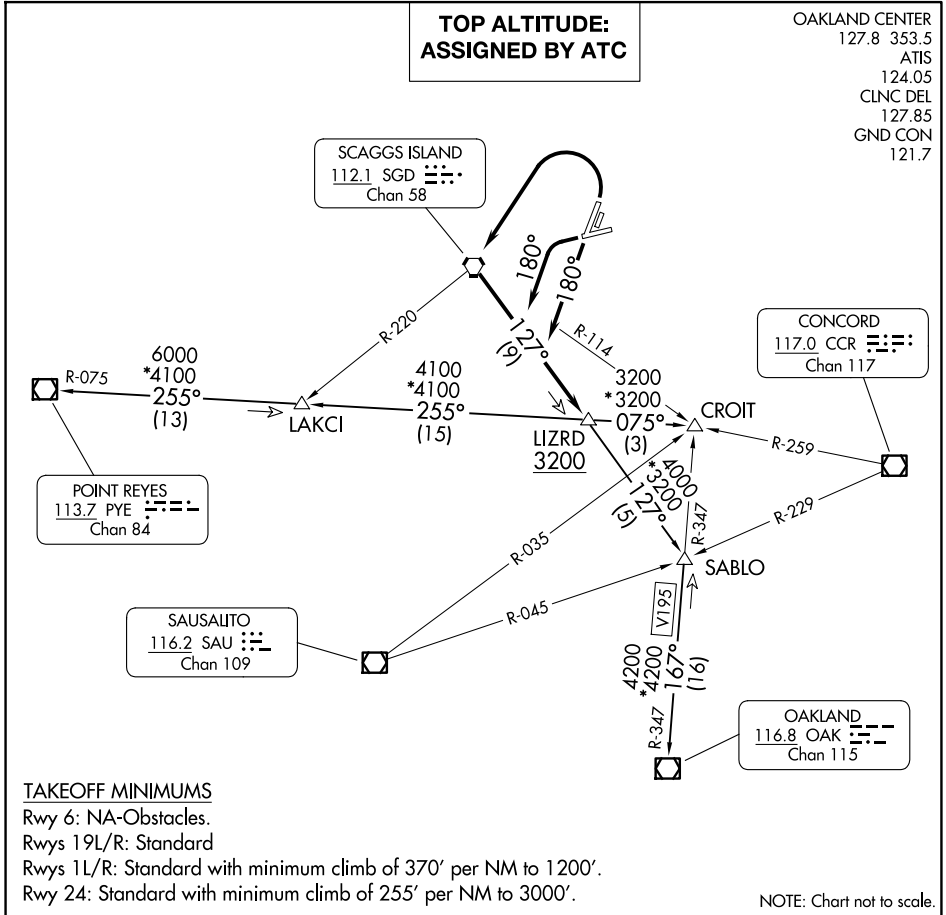 TOP ALTITUDE:
ASSIGNED BY ATC
OAKLAND CENTER
127.8 353.5
ATIS
124.05
CLNC DEL
127.85
GND CON
121.7
SCAGGS ISLAND
112.1 SGD
Chan 58
180°
180°
R-220
127°
(9)
R-114
CONCORD
117.0 CCR
Chan 117
6000
*4100
R-075
255°
(13)
LAKCI
4100
*4100
255°
(15)
3200
*3200
075°
(3)
CROIT
LIZRD
3200
R-259
POINT REYES
113.7 PYE
Chan 84
4000
*3200
127°
(5)
R-347
R-229
R-035
SABLO
R-045
V195
SAUSALITO
116.2 SAU
Chan 109
4200
*4200
167°
(16)
R-347
OAKLAND
116.8 OAK
Chan 115
TAKEOFF MINIMUMS
Rwy 6: NA-Obstacles.
Rwys 19L/R: Standard
Rwys 1L/R: Standard with minimum climb of 370' per NM to 1200'.
Rwy 24: Standard with minimum climb of 255' per NM to 3000'.
NOTE: Chart not to scale.